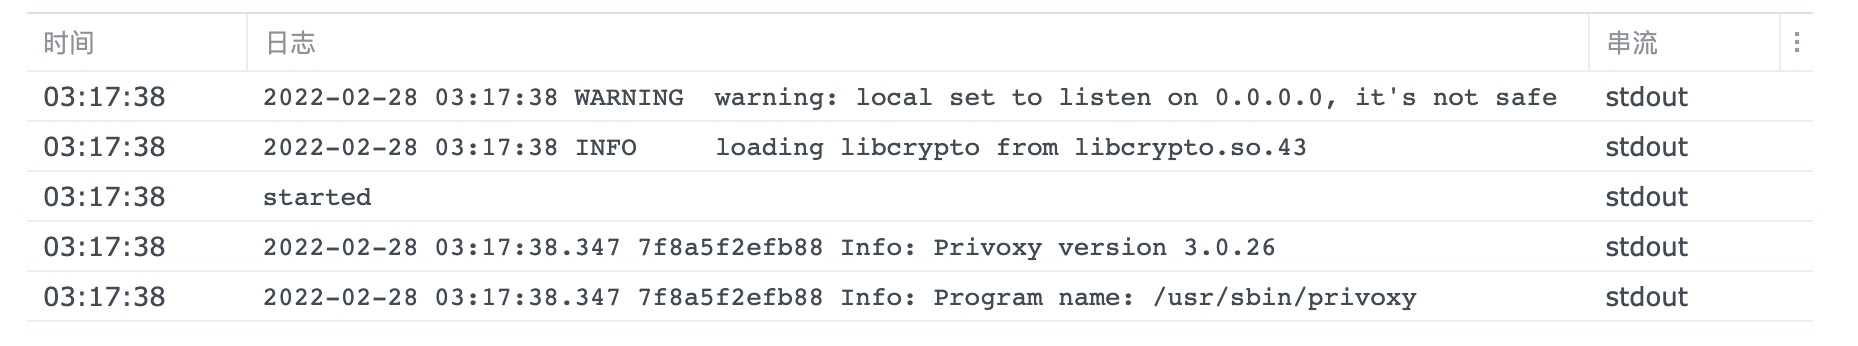 时间 日志 串流
03:17:38 2022-02-28 03:17:38 WARNING  warning: local set to listen on 0.0.0.0, it's not safe stdout
03:17:38 2022-02-28 03:17:38 INFO     loading libcrypto from libcrypto.so.43 stdout
03:17:38 started stdout
03:17:38 2022-02-28 03:17:38.347 7f8a5f2efb88 Info: Privoxy version 3.0.26 stdout
03:17:38 2022-02-28 03:17:38.347 7f8a5f2efb88 Info: Program name: /usr/sbin/privoxy stdout